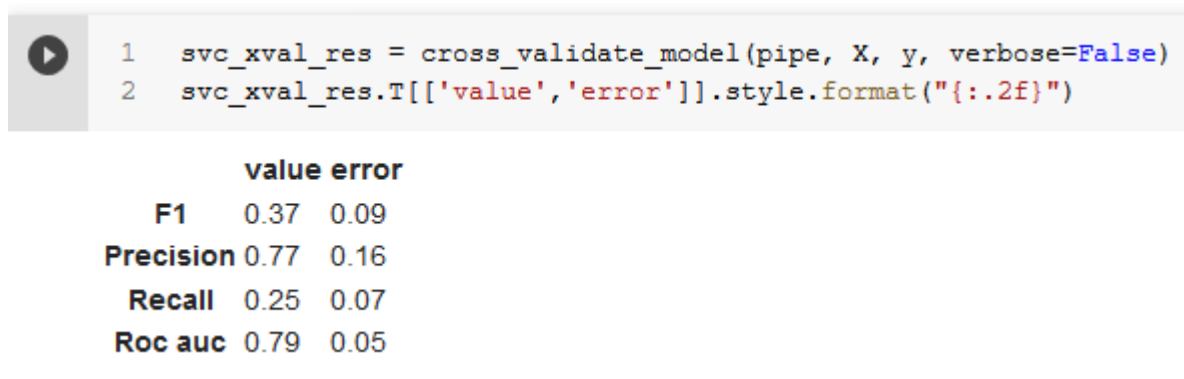 1 svc_xval_res = cross_validate_model(pipe, X, y, verbose=False)
2 svc_xval_res.T[['value','error']].style.format("{:.2f}")
value error
F1 0.37 0.09
Precision 0.77 0.16
Recall 0.25 0.07
Roc auc 0.79 0.05